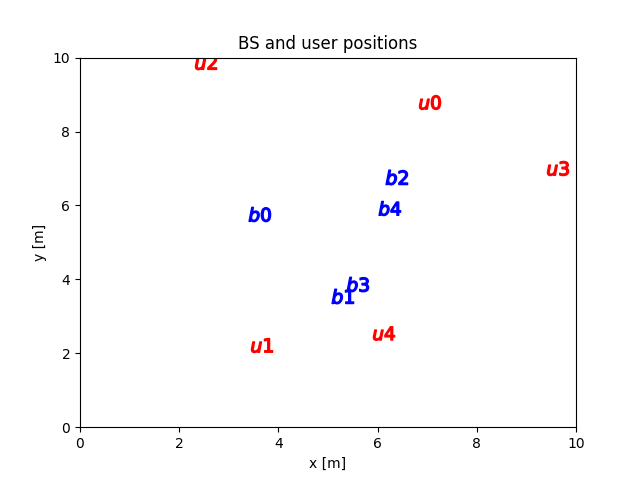 BS and user positions
10
u2
u0
8
u3
b2
b0
b4
6
y [m]
4
b3
b1
u4
u1
2
0
0 2 4 6 8 10
x [m]